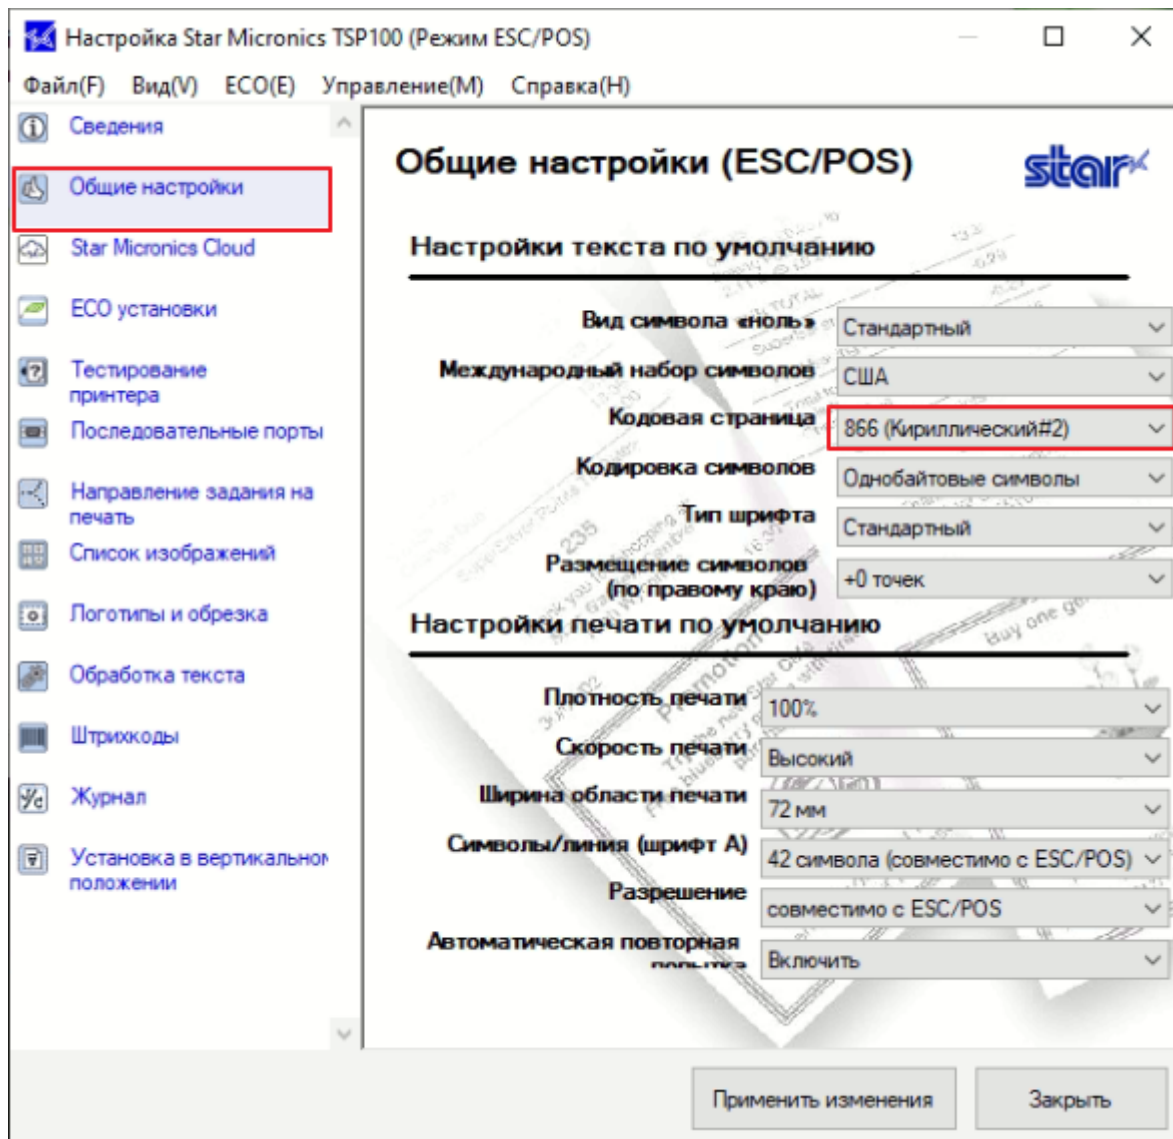 Настройка Star Micronics TSP100 (Режим ESC/POS)
Файл(F) Вид(V) ECO(E) Управление(M) Справка(H)
Сведения
Общие настройки
Star Micronics Cloud
ECO установки
Тестирование
принтера
Последовательные порты
Направление задания на
печать
Список изображений
Логотипы и обрезка
Обработка текста
Штрихкоды
Журнал
Установка в вертикальном
положении
Общие настройки (ESC/POS)
star
Настройки текста по умолчанию
Вид символа «ноль» Стандартный
Международный набор символов США
Кодовая страница 866 (Кириллический#2)
Кодировка символов Однобайтовые символы
Тип шрифта Стандартный
Размещение символов
(по правому краю) +0 точек
Настройки печати по умолчанию
Плотность печати 100%
Скорость печати Высокий
Ширина области печати 72 мм
Символы/линия (шрифт A) 42 символа (совместимо с ESC/POS)
Разрешение совместимо с ESC/POS
Автоматическая повторная
попытка Включить
Применить изменения Закрыть